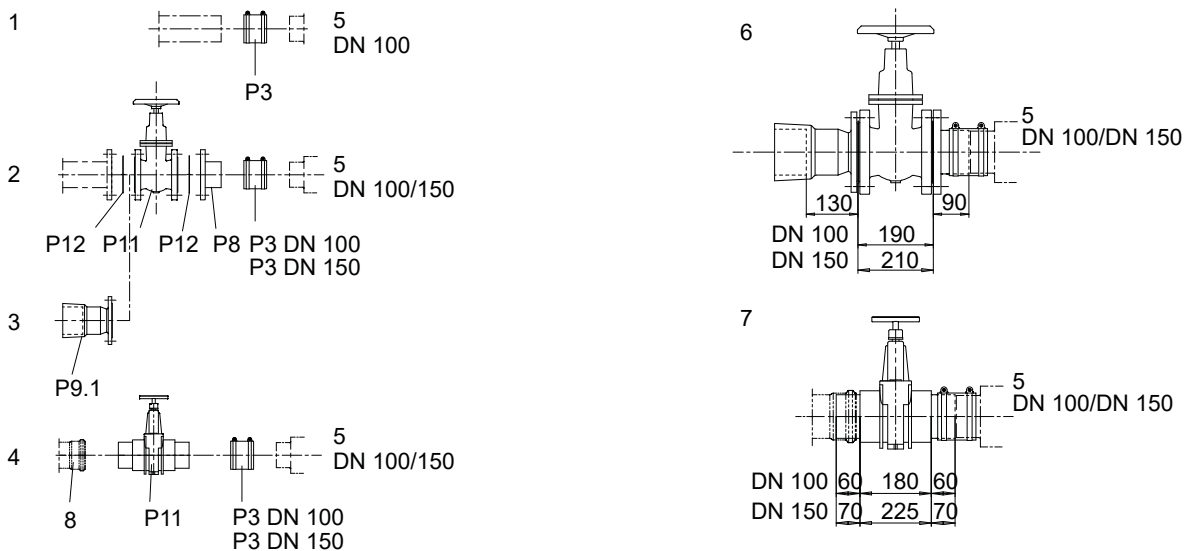 1
5
DN 100
P3
2
5
DN 100/150
P12 P11 P12 P8 P3 DN 100
P3 DN 150
3
P9.1
4
5
DN 100/150
8 P11 P3 DN 100
P3 DN 150
6
5
DN 100/DN 150
130 90
DN 100 190
DN 150 210
7
5
DN 100/DN 150
DN 100 60 180 60
DN 150 70 225 70